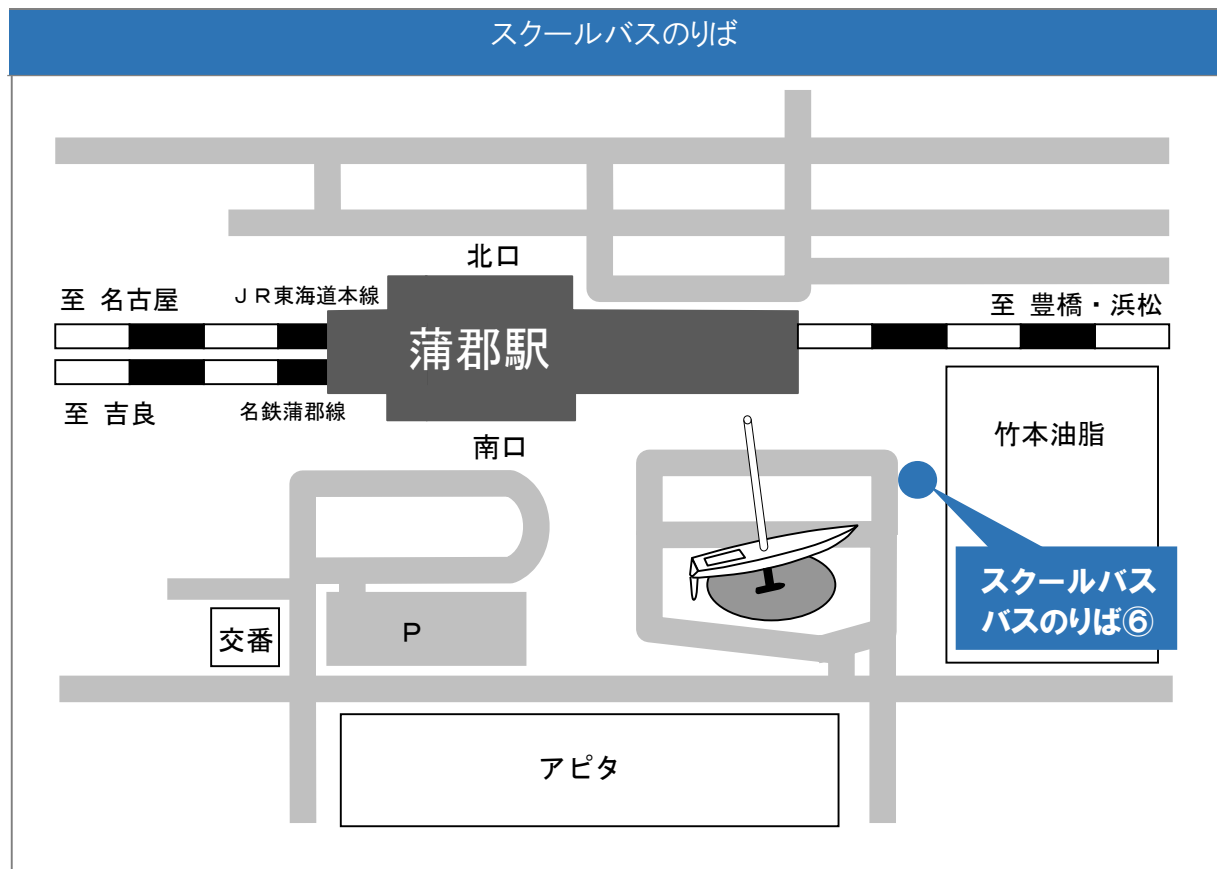 スクールバスのりば
北口
至 名古屋
ＪＲ東海道本線
至 豊橋・浜松
蒲郡駅
至 吉良
名鉄蒲郡線
南口
竹本油脂
スクールバス
バスのりば⑥
交番
Ｐ
アピタ